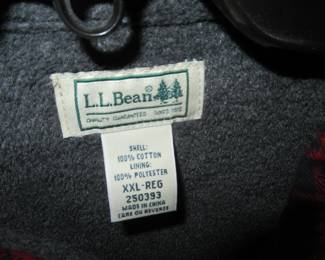 L.L.Bean®
QUALITY GUARANTEED SINCE 1912
SHELL:
100% COTTON
LINING:
100% POLYESTER
XXL-REG
250393
MADE IN CHINA
CARE ON REVERSE